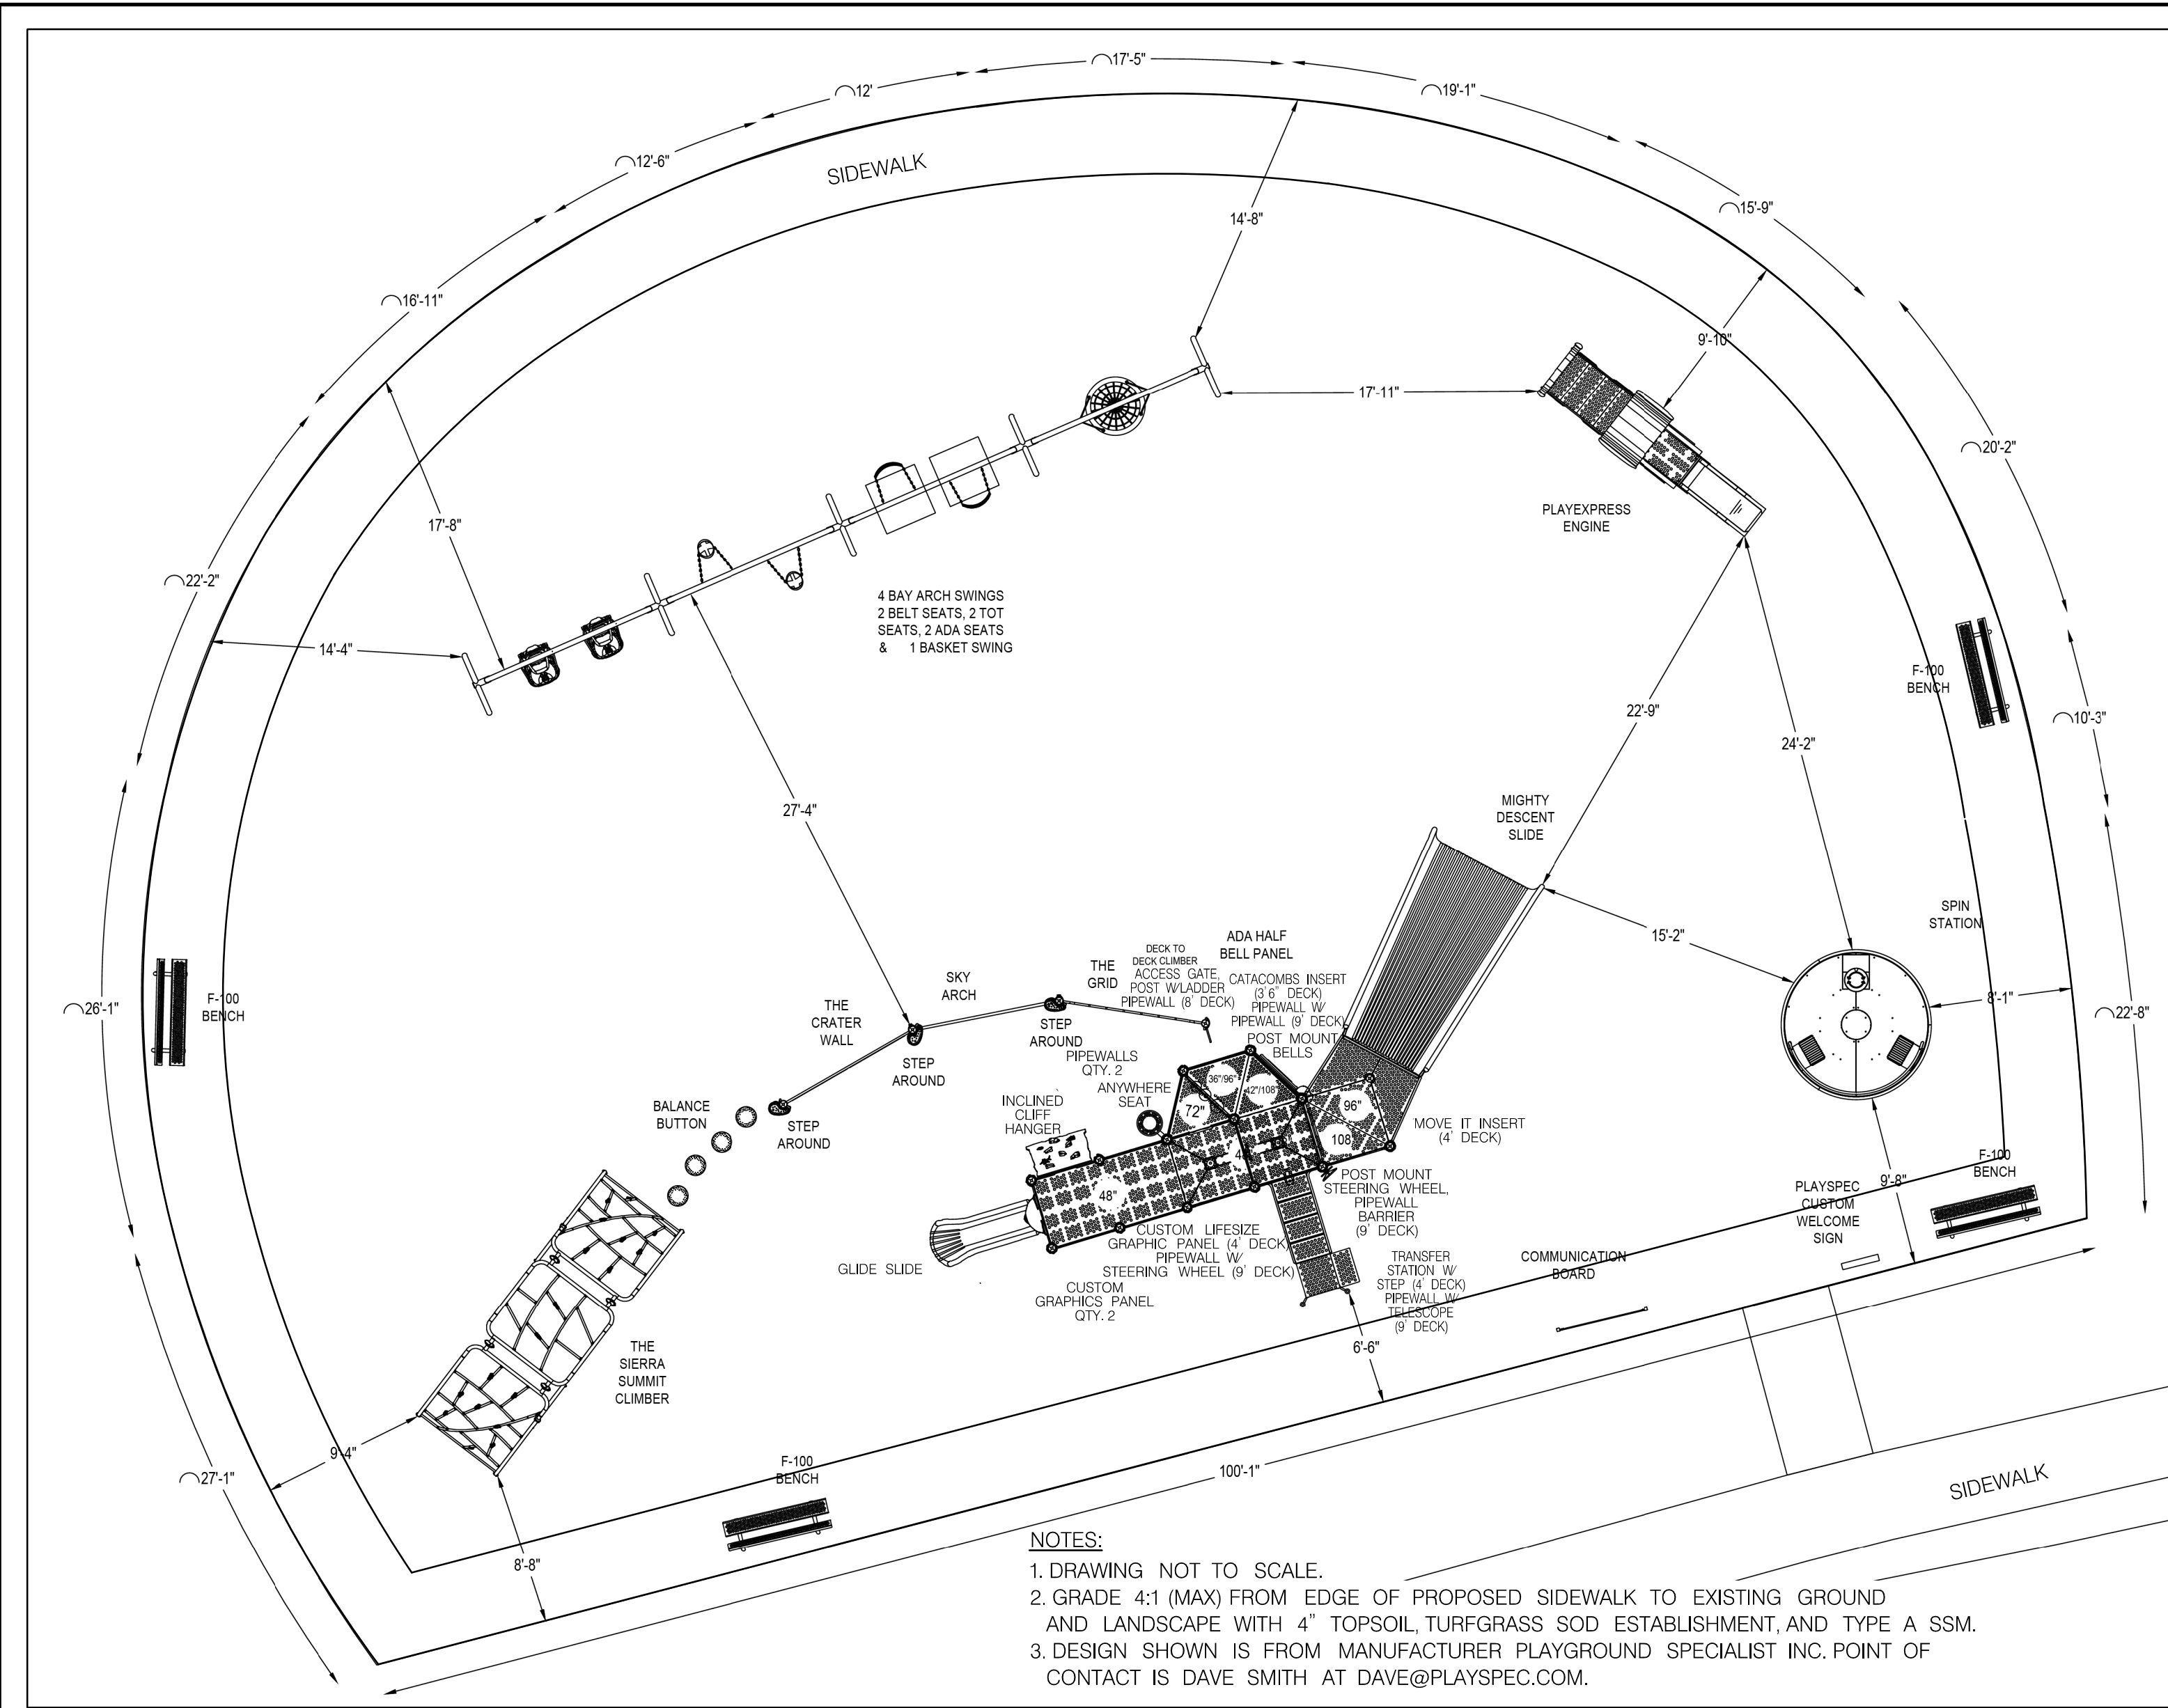 ⌒17'-5"
⌒12'
⌒19'-1"
⌒12'-6"
SIDEWALK
⌒15'-9"
14'-8"
⌒16'-11"
9'-10"
17'-11"
⌒20'-2"
PLAYEXPRESS
ENGINE
17'-8"
⌒22'-2"
4 BAY ARCH SWINGS
2 BELT SEATS, 2 TOT
SEATS, 2 ADA SEATS
& 1 BASKET SWING
14'-4"
F-100
BENCH
22'-9"
24'-2"
⌒10'-3"
27'-4"
MIGHTY
DESCENT
SLIDE
SPIN
STATION
15'-2"
8'-1"
⌒22'-8"
⌒26'-1"
F-100
BENCH
DECK TO
DECK CLIMBER
ACCESS GATE,
POST W/LADDER
PIPEWALL (8' DECK)
ADA HALF
BELL PANEL
CATACOMBS INSERT
(3'6" DECK)
PIPEWALL W/
PIPEWALL (9' DECK)
POST MOUNT
BELLS
THE
GRID
SKY
ARCH
THE
CRATER
WALL
STEP
AROUND
STEP
AROUND
PIPEWALLS
QTY. 2
ANYWHERE
SEAT
36"/96"
42"/108"
72"
96"
108
48"
INCLINED
CLIFF
HANGER
BALANCE
BUTTON
STEP
AROUND
MOVE IT INSERT
(4' DECK)
POST MOUNT
STEERING WHEEL,
PIPEWALL
BARRIER
(9' DECK)
F-100
BENCH
9'-8"
PLAYSPEC
CUSTOM
WELCOME
SIGN
CUSTOM LIFESIZE
GRAPHIC PANEL (4' DECK)
PIPEWALL W/
STEERING WHEEL (9' DECK)
GLIDE SLIDE
CUSTOM
GRAPHICS PANEL
QTY. 2
TRANSFER
STATION W/
STEP (4' DECK)
PIPEWALL W/
TELESCOPE
(9' DECK)
COMMUNICATION
BOARD
6'-6"
THE
SIERRA
SUMMIT
CLIMBER
9'-4"
⌒27'-1"
F-100
BENCH
100'-1"
SIDEWALK
8'-8"
NOTES:
1. DRAWING NOT TO SCALE.
2. GRADE 4:1 (MAX) FROM EDGE OF PROPOSED SIDEWALK TO EXISTING GROUND
AND LANDSCAPE WITH 4" TOPSOIL, TURFGRASS SOD ESTABLISHMENT, AND TYPE A SSM.
3. DESIGN SHOWN IS FROM MANUFACTURER PLAYGROUND SPECIALIST INC. POINT OF
CONTACT IS DAVE SMITH AT DAVE@PLAYSPEC.COM.